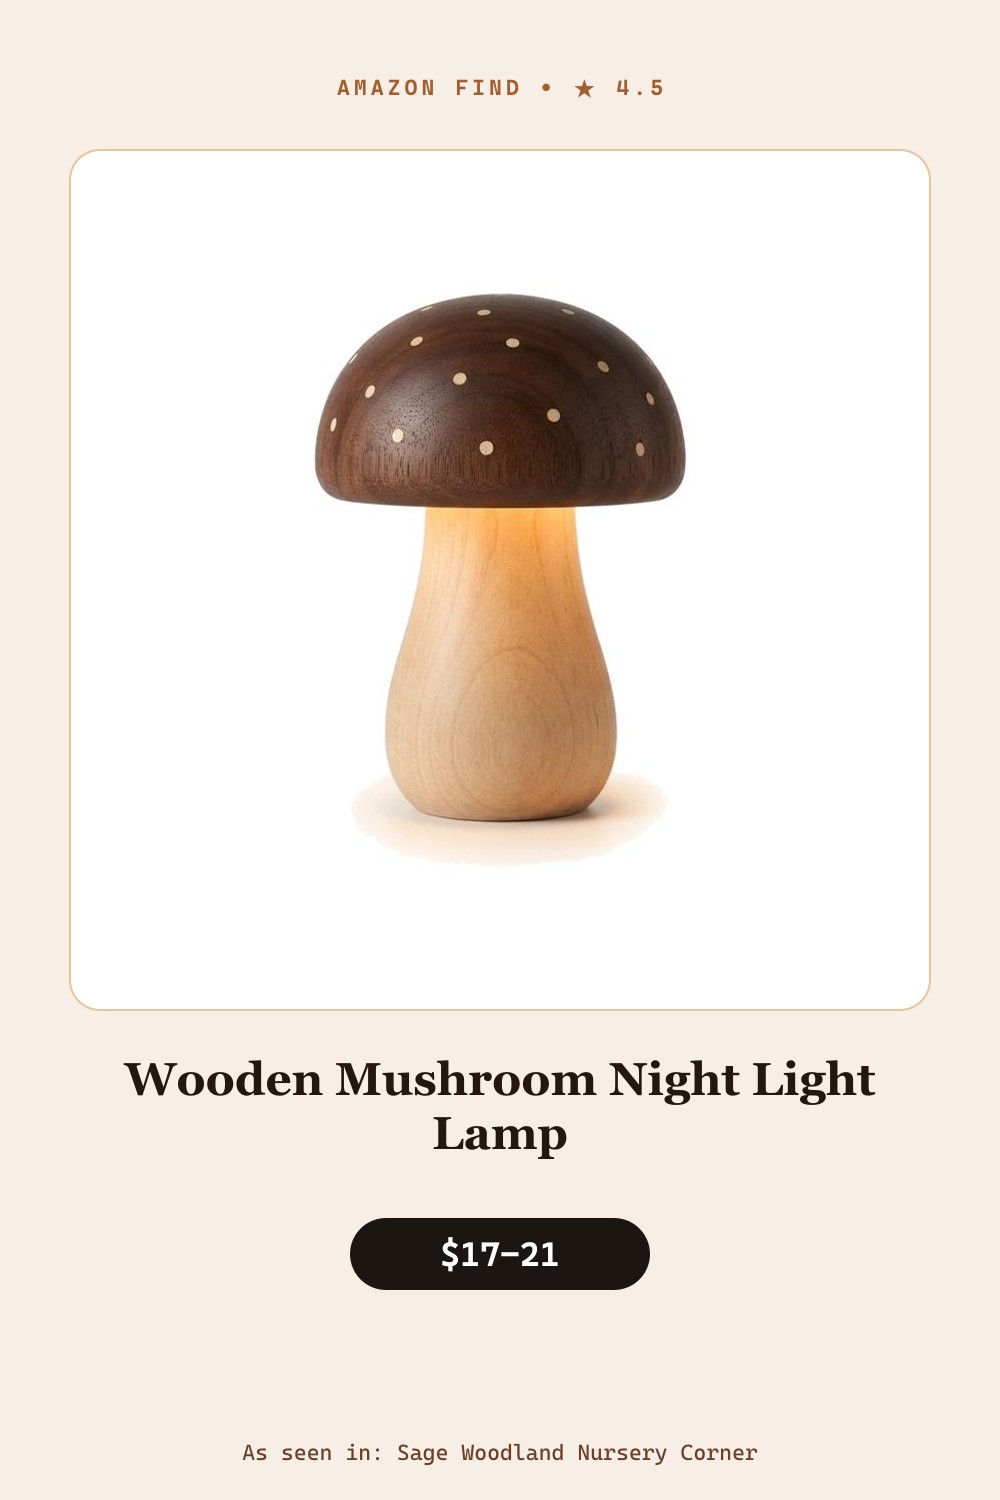 AMAZON FIND • ★ 4.5
Wooden Mushroom Night Light
Lamp
$17–21
As seen in: Sage Woodland Nursery Corner